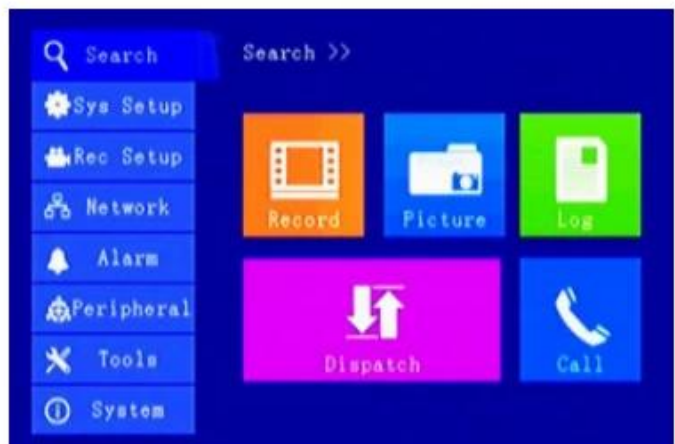 Search
Sys Setup
Rec Setup
Network
Alarm
Peripheral
Tools
System
Search >>
Record
Picture
Log
Dispatch
Call